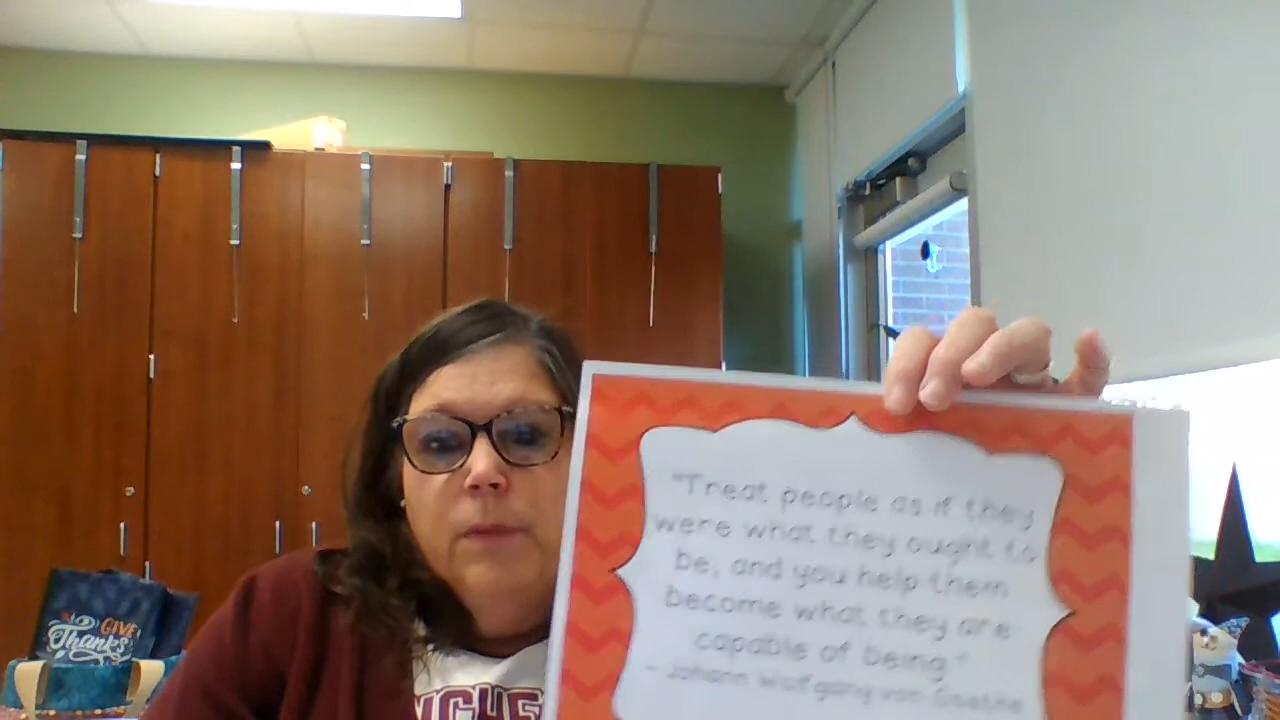 "Treat people as if they
were what they ought to
be, and you help them
become what they are
capable of being."
- Johann Wolfgang von Goethe
GIVE
Thanks
NCHE